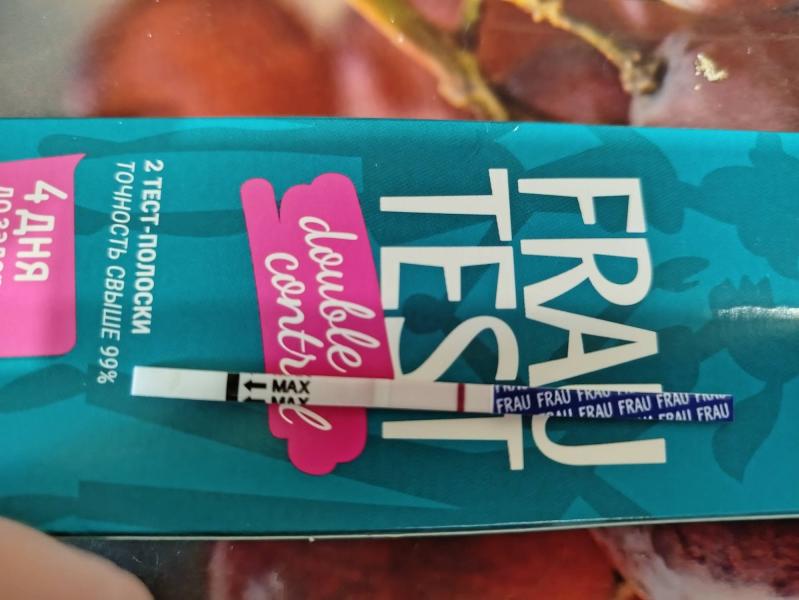 FRAU
TEST
double
control
2 ТЕСТ-ПОЛОСКИ
ТОЧНОСТЬ СВЫШЕ 99%
4 ДНЯ
MAX
MAX
FRAU FRAU FRAU FRAU FRAU FRAU
FRAU FRAU FRAU FRAU